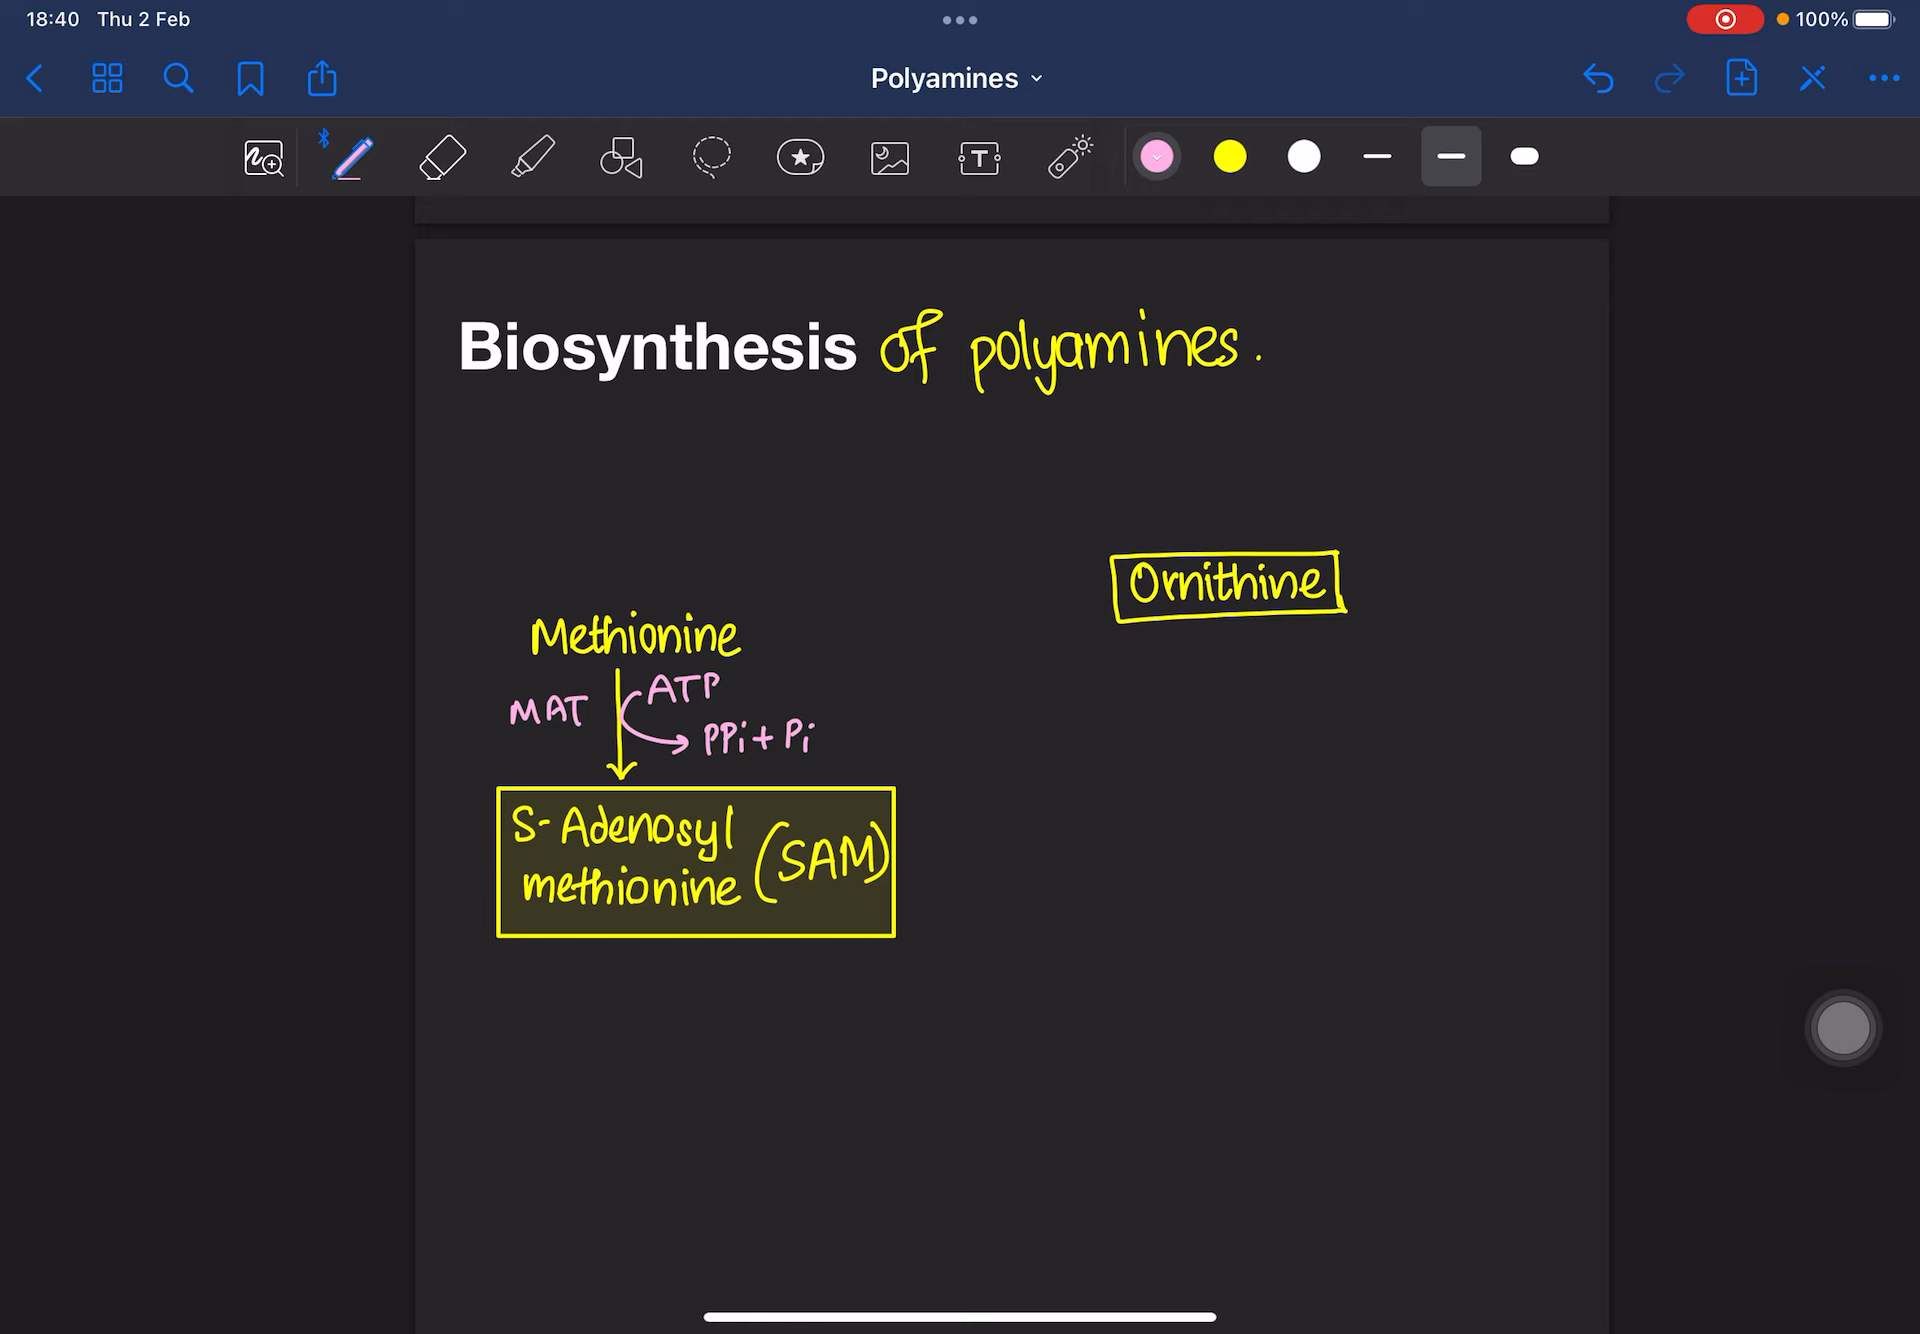 18:40 Thu 2 Feb
100%
Polyamines
T
Biosynthesis of polyamines.
Ornithine
Methionine
MAT
ATP
PPi + Pi
S-Adenosyl
methionine (SAM)